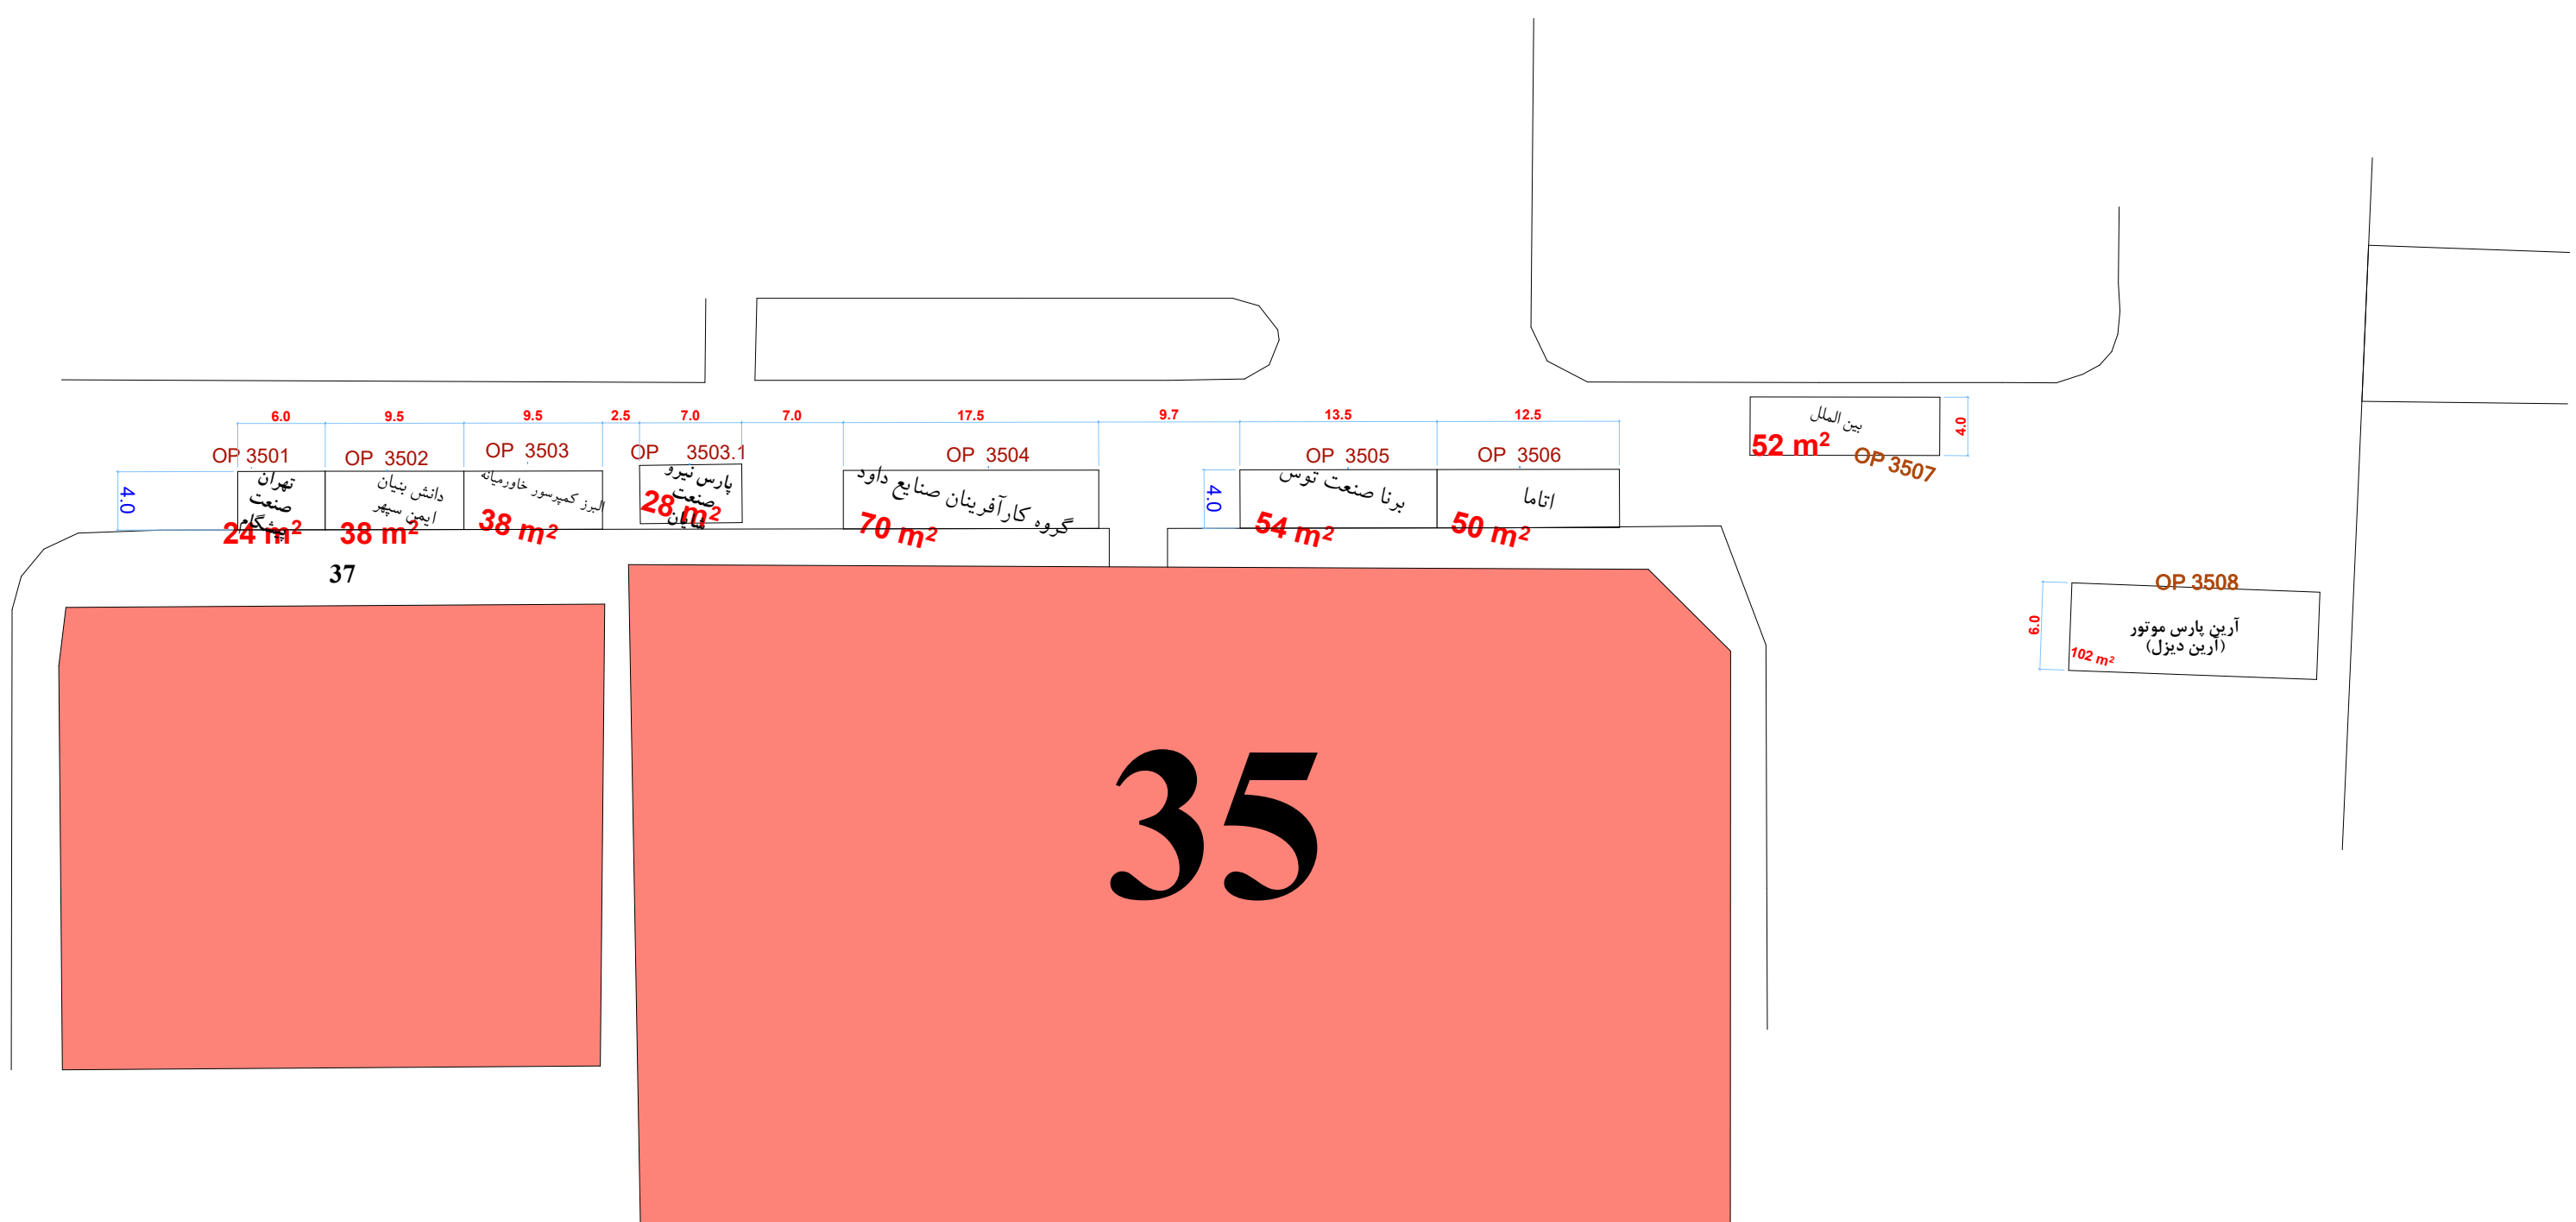 6.0
9.5
9.5
2.5
7.0
7.0
17.5
9.7
13.5
12.5
OP 3501
OP 3502
OP 3503
OP 3503.1
OP 3504
OP 3505
OP 3506
4.0
تهران
صنعت
پیشگام
24 m²
دانش بنیان
ایمن سپهر
38 m²
البرز کمپرسور خاورمیانه
38 m²
پارس نیرو
صنعت
شایان
28 m²
گروه کارآفرینان صنایع داود
70 m²
4.0
برنا صنعت توس
54 m²
اتاما
50 m²
بین الملل
52 m²
OP 3507
4.0
OP 3508
6.0
آرین پارس موتور
(آرین دیزل)
102 m²
37
35